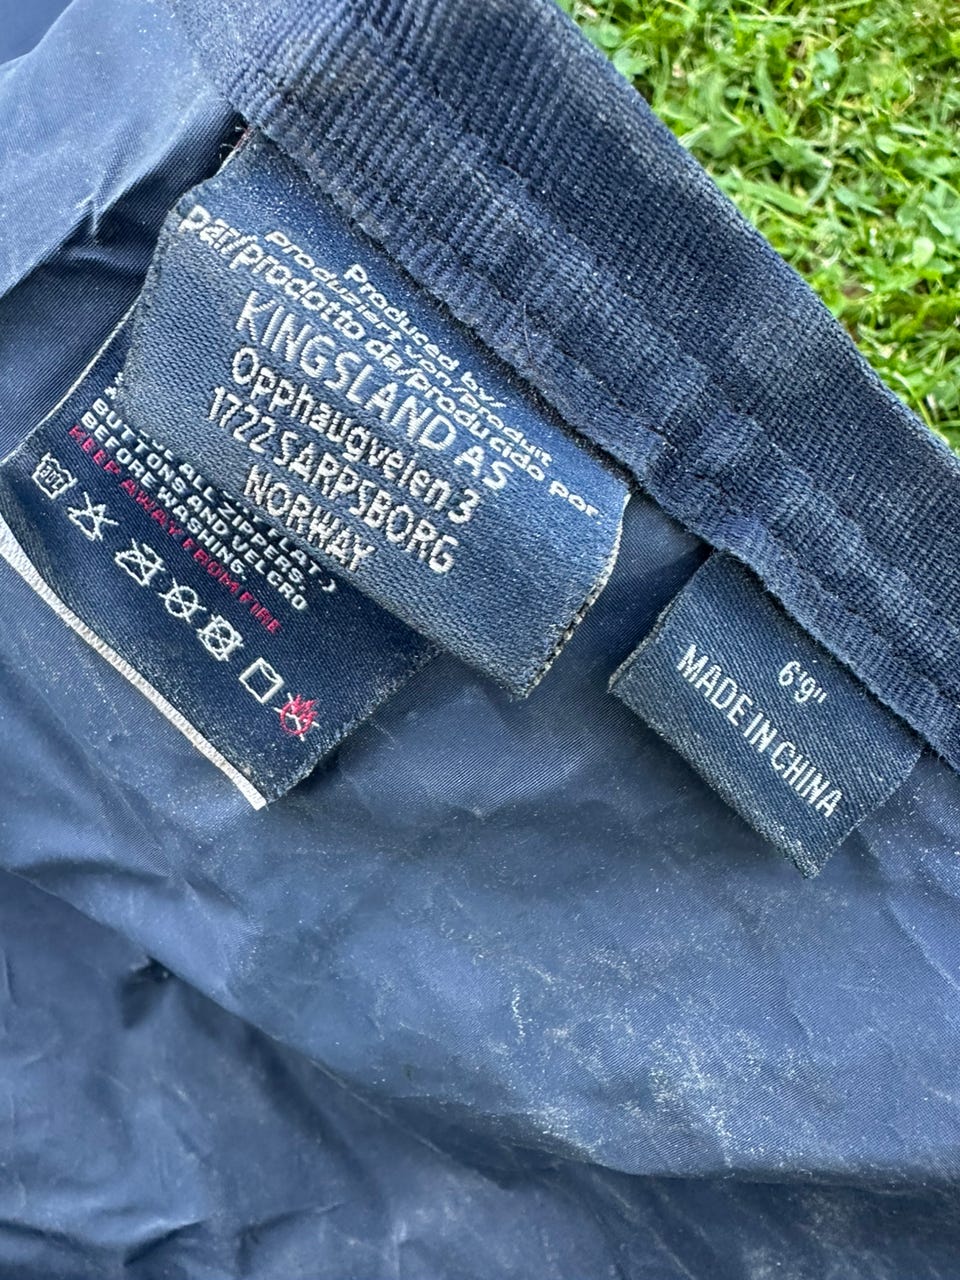 Produced by/
Produziert von/Produit
par/prodotto da/Producido por.
KINGSLAND AS
Opphaugveien 3
1722 SARPSBORG
NORWAY
BUTTONS AND VELCRO
BEFORE WASHING.
KEEP AWAY FROM FIRE
6'9"
MADE IN CHINA